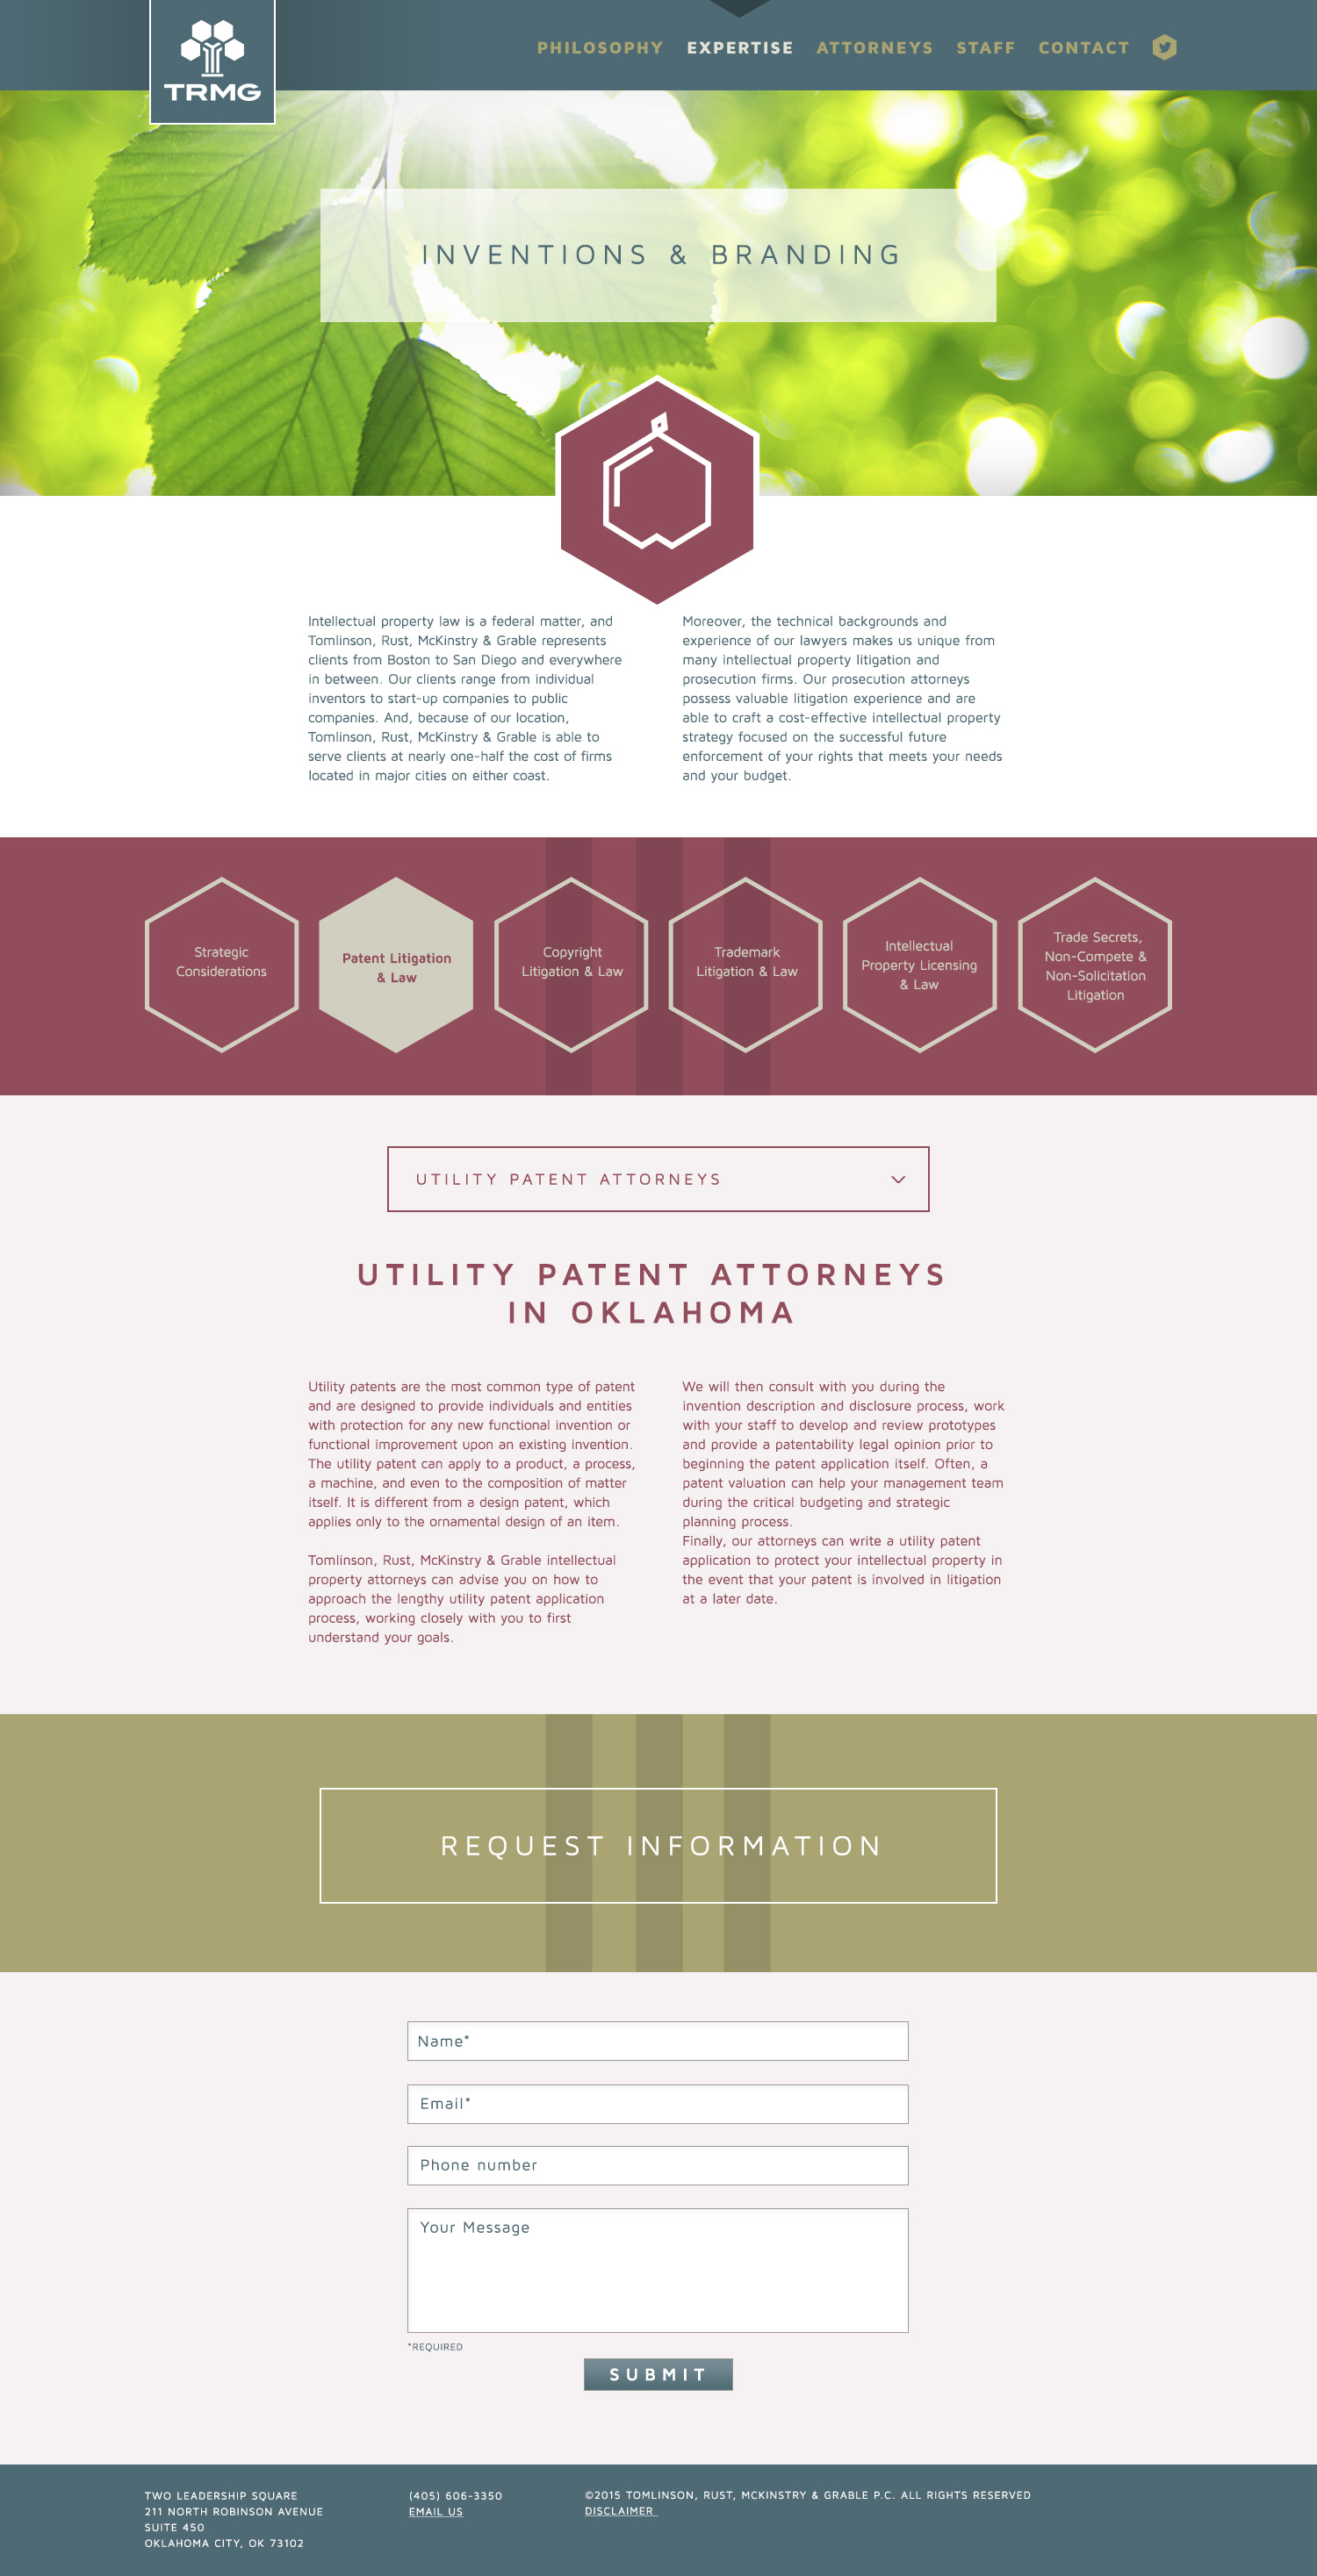 TRMG
PHILOSOPHY EXPERTISE ATTORNEYS STAFF CONTACT
INVENTIONS & BRANDING
Intellectual property law is a federal matter, and
Tomlinson, Rust, McKinstry & Grable represents
clients from Boston to San Diego and everywhere
in between. Our clients range from individual
inventors to start-up companies to public
companies. And, because of our location,
Tomlinson, Rust, McKinstry & Grable is able to
serve clients at nearly one-half the cost of firms
located in major cities on either coast.
Moreover, the technical backgrounds and
experience of our lawyers makes us unique from
many intellectual property litigation and
prosecution firms. Our prosecution attorneys
possess valuable litigation experience and are
able to craft a cost-effective intellectual property
strategy focused on the successful future
enforcement of your rights that meets your needs
and your budget.
Strategic
Considerations
Patent Litigation
& Law
Copyright
Litigation & Law
Trademark
Litigation & Law
Intellectual
Property Licensing
& Law
Trade Secrets,
Non-Compete &
Non-Solicitation
Litigation
UTILITY PATENT ATTORNEYS
UTILITY PATENT ATTORNEYS
IN OKLAHOMA
Utility patents are the most common type of patent
and are designed to provide individuals and entities
with protection for any new functional invention or
functional improvement upon an existing invention.
The utility patent can apply to a product, a process,
a machine, and even to the composition of matter
itself. It is different from a design patent, which
applies only to the ornamental design of an item.
Tomlinson, Rust, McKinstry & Grable intellectual
property attorneys can advise you on how to
approach the lengthy utility patent application
process, working closely with you to first
understand your goals.
We will then consult with you during the
invention description and disclosure process, work
with your staff to develop and review prototypes
and provide a patentability legal opinion prior to
beginning the patent application itself. Often, a
patent valuation can help your management team
during the critical budgeting and strategic
planning process.
Finally, our attorneys can write a utility patent
application to protect your intellectual property in
the event that your patent is involved in litigation
at a later date.
REQUEST INFORMATION
Name*
Email*
Phone number
Your Message
*REQUIRED
SUBMIT
TWO LEADERSHIP SQUARE
211 NORTH ROBINSON AVENUE
SUITE 450
OKLAHOMA CITY, OK 73102
(405) 606-3350
EMAIL US
©2015 TOMLINSON, RUST, MCKINSTRY & GRABLE P.C. ALL RIGHTS RESERVED
DISCLAIMER